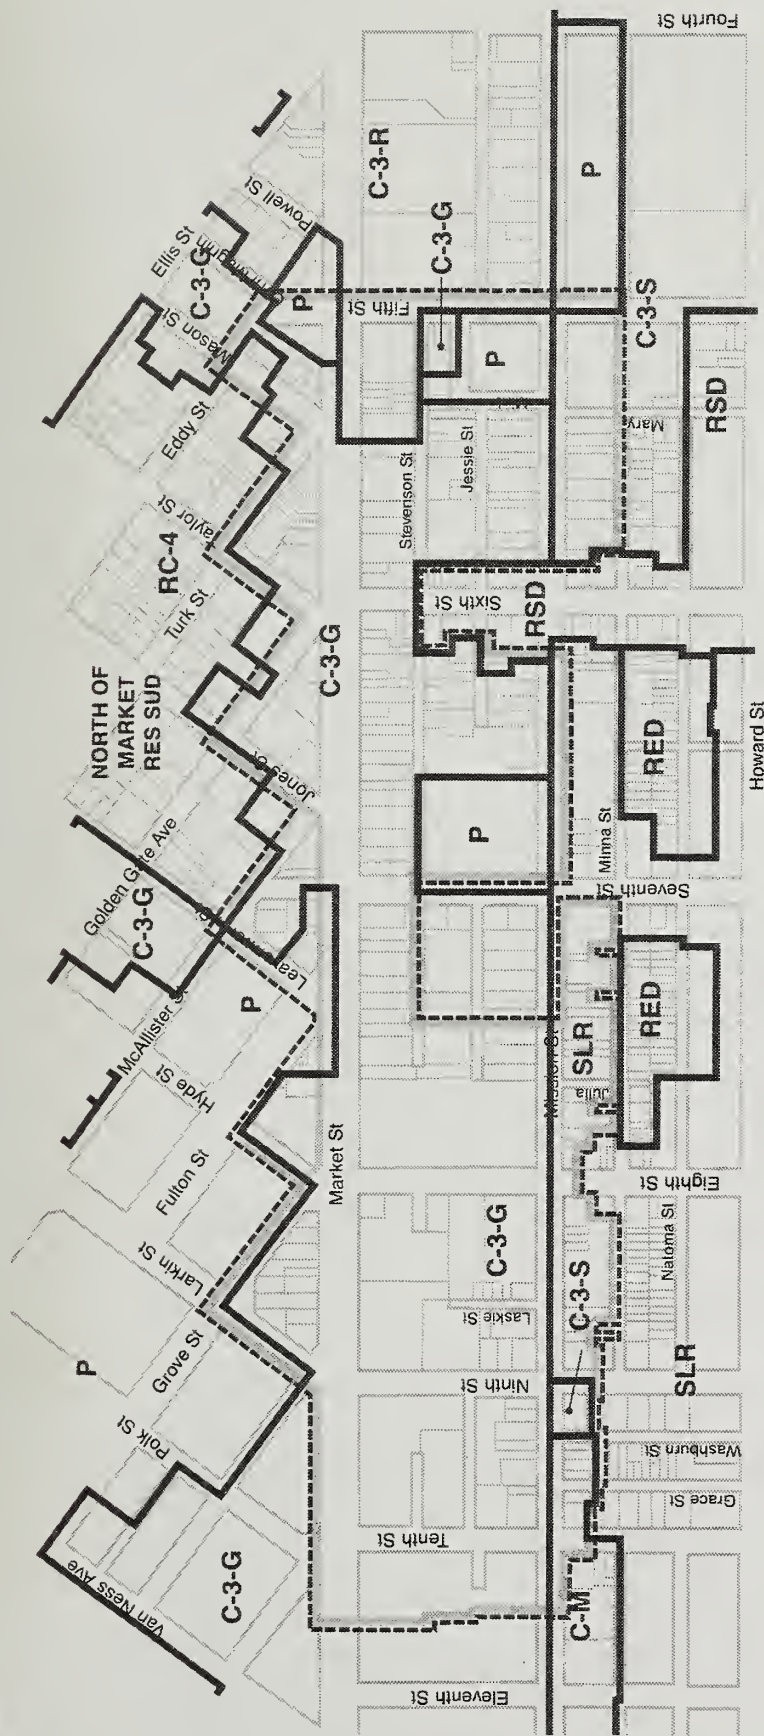 Fourth St
Powell St
Ellis St
C-3-G
C-3-R
P
P
C-3-G
Fifth St
Mason St
P
C-3-S
Eddy St
Mary
RSD
Jessie St
Stevenson St
Taylor St
RC-4
Turk St
Sixth St
RSD
C-3-G
NORTH OF
MARKET
RES SUD
Jones St
RED
Howard St
P
Minna St
Golden Gate Ave
C-3-G
Seventh St
McAllister St
P
RED
SLR
Mission St
Julia
Hyde St
Fulton St
Market St
Eighth St
Larkin St
C-3-G
C-3-S
Natoma St
Laskie St
Grove St
P
Ninth St
SLR
Polk St
Washburn St
Grace St
Tenth St
C-3-G
Van Ness Ave
C-M
Eleventh St